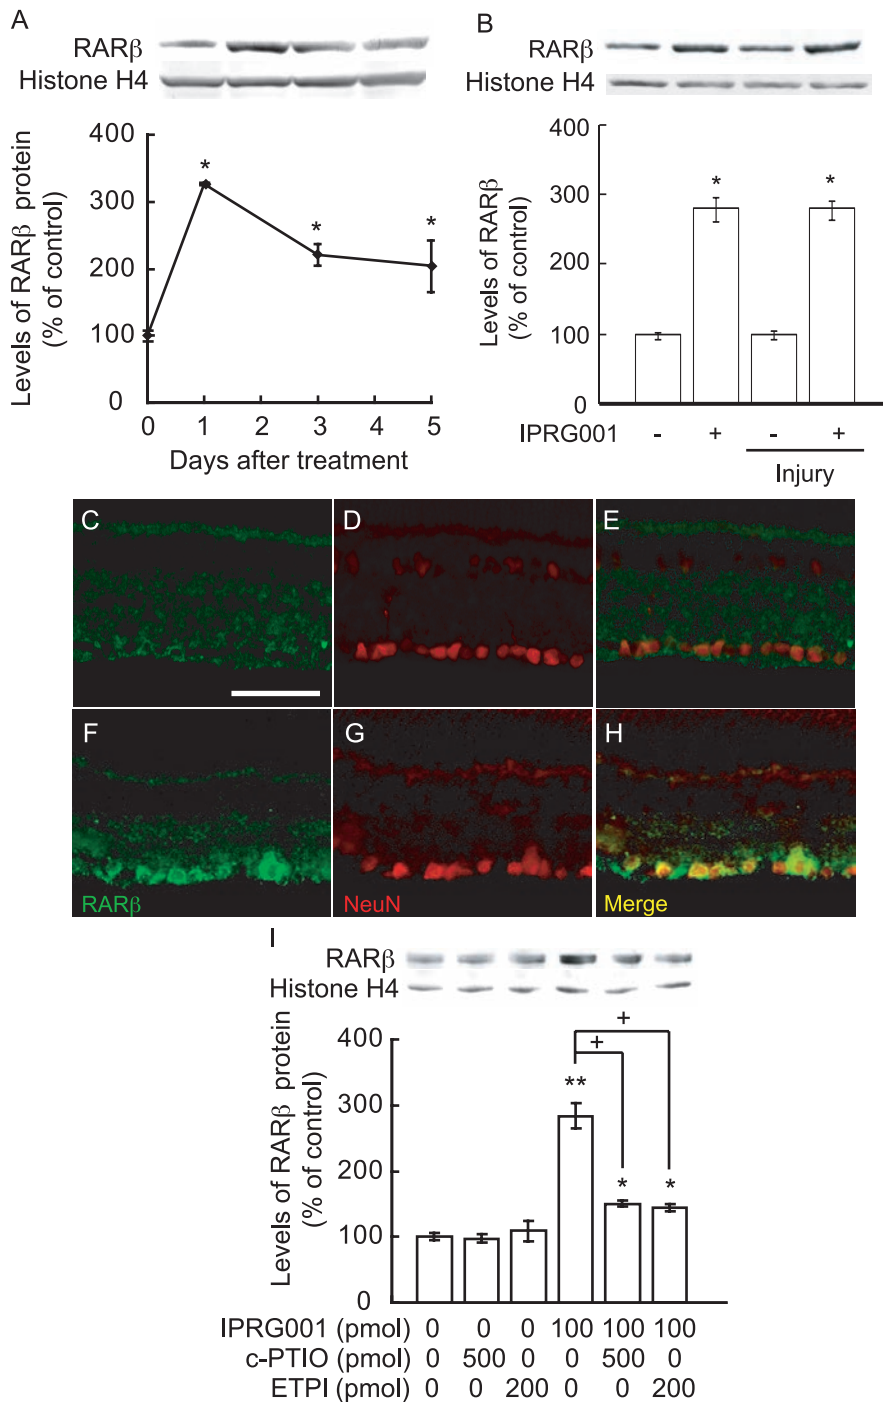 A
RARβ
Histone H4
Levels of RARβ protein
(% of control)
400
300
200
100
0
*
*
*
0 1 2 3 4 5
Days after treatment
B
RARβ
Histone H4
Levels of RARβ
(% of control)
400
300
200
100
0
*
*
IPRG001 - + - +
Injury
C
D
E
F
RARβ
G
NeuN
H
Merge
I
RARβ
Histone H4
Levels of RARβ protein
(% of control)
400
300
200
100
0
+
+
**
*
*
IPRG001 (pmol) 0 0 0 100 100 100
c-PTIO (pmol) 0 500 0 0 500 0
ETPI (pmol) 0 0 200 0 0 200